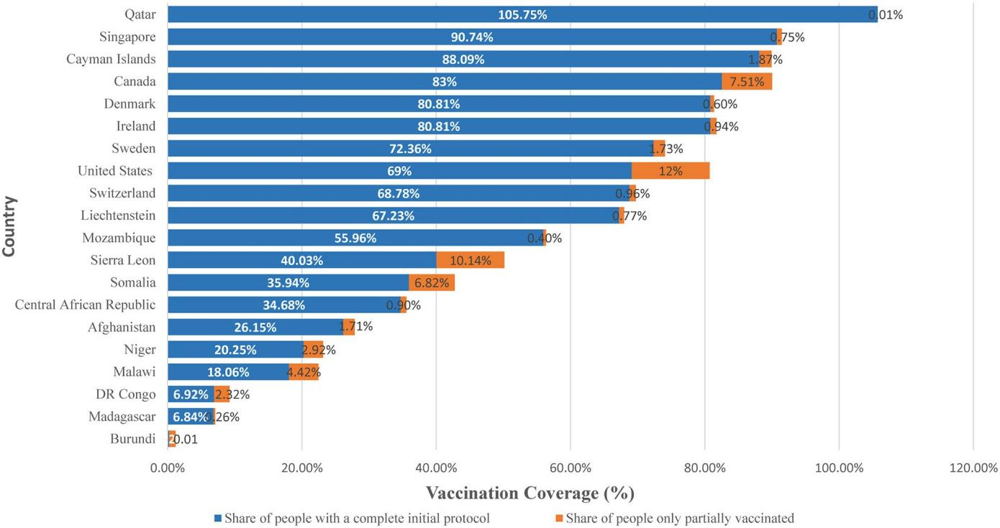 Qatar 105.75% 0.01%
Singapore 90.74% 0.75%
Cayman Islands 88.09% 1.87%
Canada 83% 7.51%
Denmark 80.81% 0.60%
Ireland 80.81% 0.94%
Sweden 72.36% 1.73%
United States 69% 12%
Switzerland 68.78% 0.96%
Liechtenstein 67.23% 0.77%
Mozambique 55.96% 0.40%
Sierra Leon 40.03% 10.14%
Somalia 35.94% 6.82%
Central African Republic 34.68% 0.90%
Afghanistan 26.15% 1.71%
Niger 20.25% 2.92%
Malawi 18.06% 4.42%
DR Congo 6.92% 2.32%
Madagascar 6.84% 0.26%
Burundi 0.01
Country
0.00% 20.00% 40.00% 60.00% 80.00% 100.00% 120.00%
Vaccination Coverage (%)
Share of people with a complete initial protocol Share of people only partially vaccinated